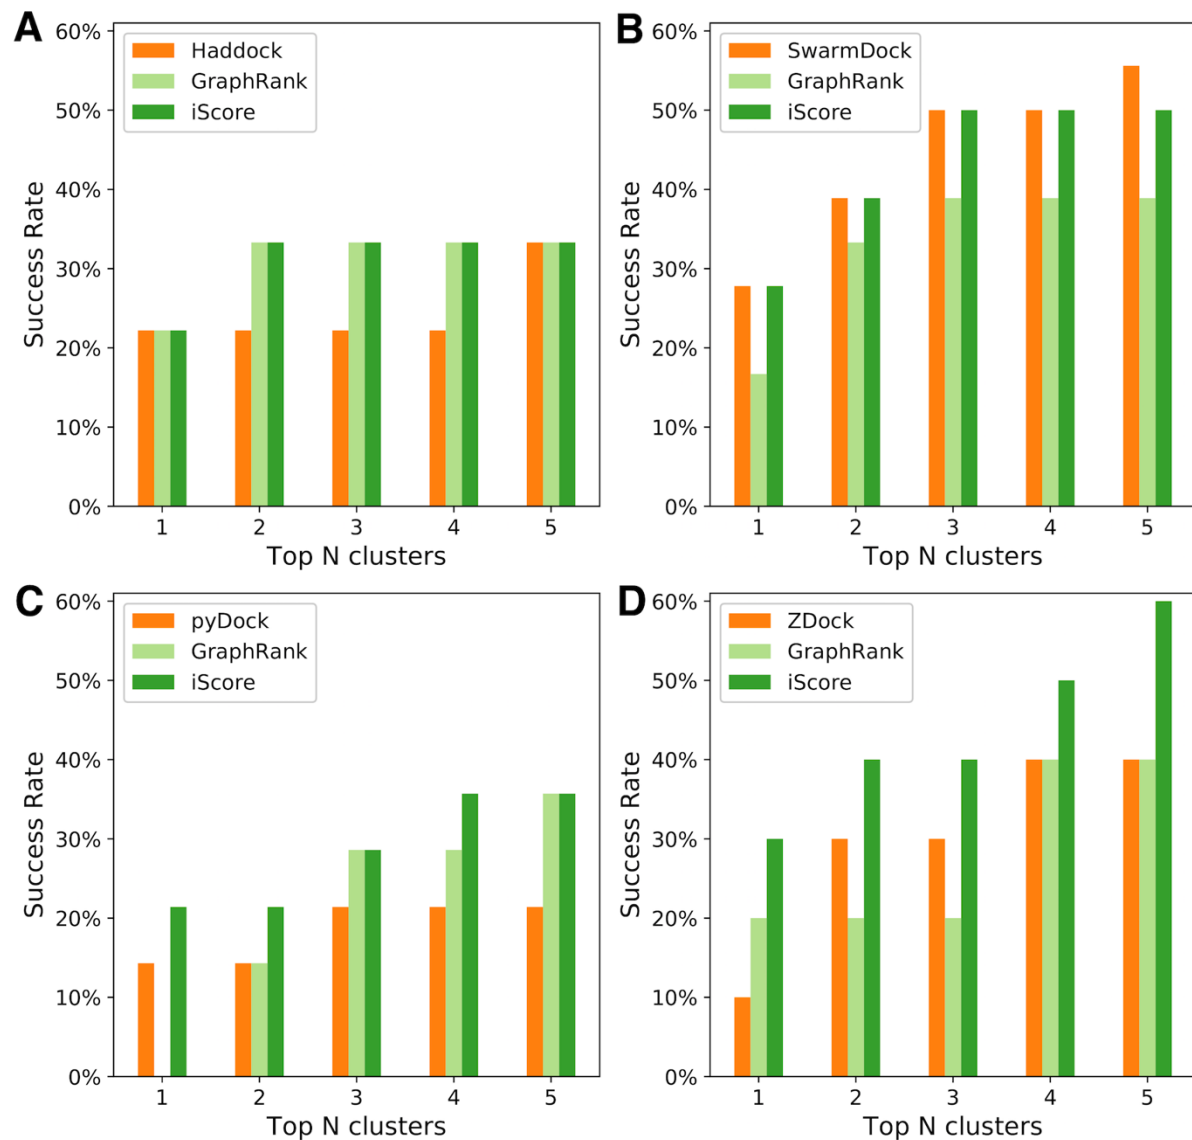 A
60%
50%
40%
30%
20%
10%
0%
Success Rate
Haddock
GraphRank
iScore
1 2 3 4 5
Top N clusters
B
60%
50%
40%
30%
20%
10%
0%
Success Rate
SwarmDock
GraphRank
iScore
1 2 3 4 5
Top N clusters
C
60%
50%
40%
30%
20%
10%
0%
Success Rate
pyDock
GraphRank
iScore
1 2 3 4 5
Top N clusters
D
60%
50%
40%
30%
20%
10%
0%
Success Rate
ZDock
GraphRank
iScore
1 2 3 4 5
Top N clusters